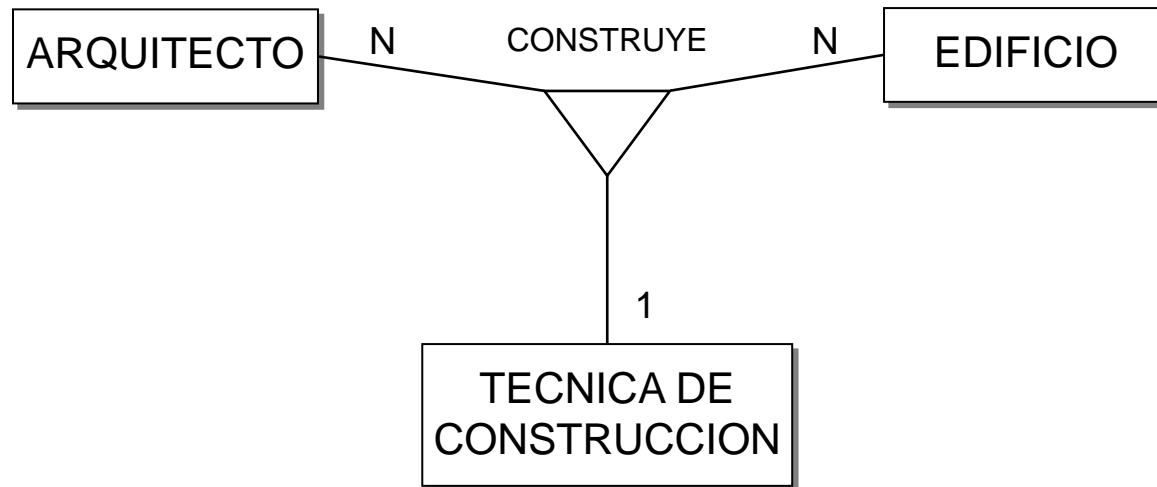 ARQUITECTO
N
CONSTRUYE
N
EDIFICIO
1
TECNICA DE
CONSTRUCCION